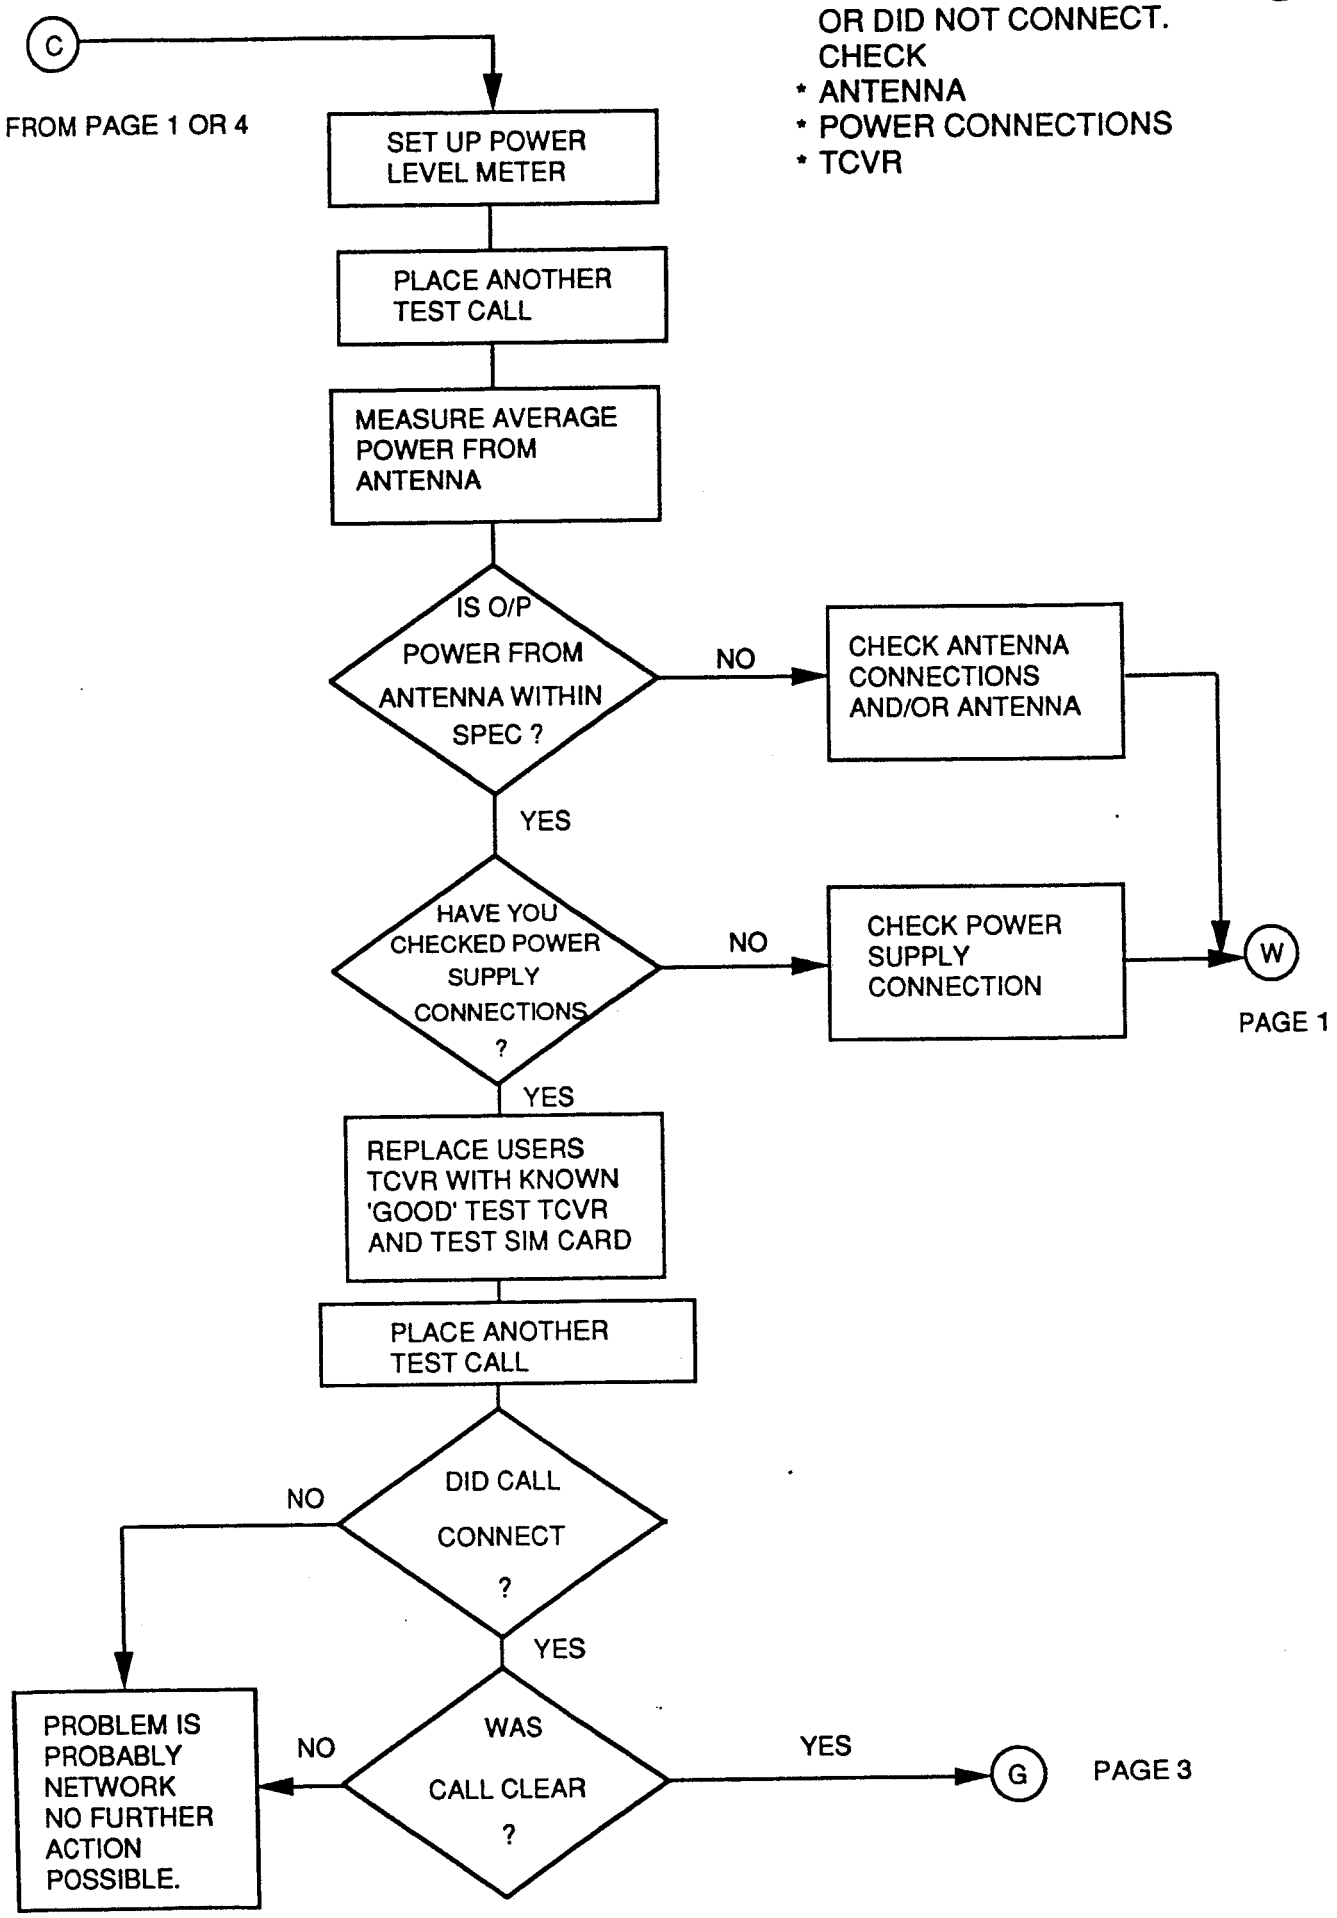 OR DID NOT CONNECT.
CHECK
* ANTENNA
* POWER CONNECTIONS
* TCVR
C
FROM PAGE 1 OR 4
SET UP POWER
LEVEL METER
PLACE ANOTHER
TEST CALL
MEASURE AVERAGE
POWER FROM
ANTENNA
IS O/P
POWER FROM
ANTENNA WITHIN
SPEC ?
NO
CHECK ANTENNA
CONNECTIONS
AND/OR ANTENNA
YES
HAVE YOU
CHECKED POWER
SUPPLY
CONNECTIONS
?
NO
CHECK POWER
SUPPLY
CONNECTION
W
PAGE 1
YES
REPLACE USERS
TCVR WITH KNOWN
'GOOD' TEST TCVR
AND TEST SIM CARD
PLACE ANOTHER
TEST CALL
DID CALL
CONNECT
?
NO
YES
WAS
CALL CLEAR
?
NO
PROBLEM IS
PROBABLY
NETWORK
NO FURTHER
ACTION
POSSIBLE.
YES
G
PAGE 3